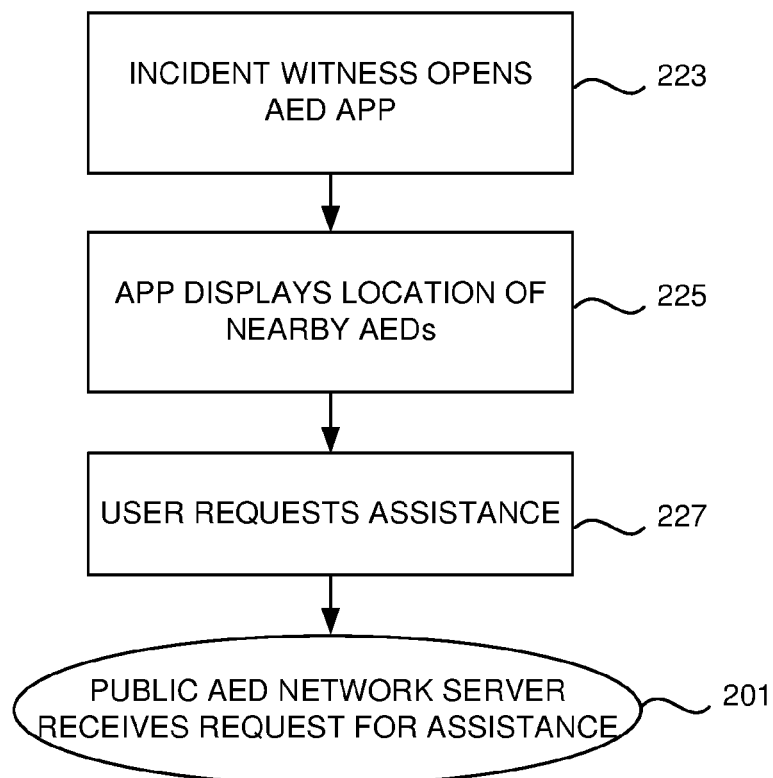 INCIDENT WITNESS OPENS
AED APP
223
APP DISPLAYS LOCATION OF
NEARBY AEDs
225
USER REQUESTS ASSISTANCE
227
PUBLIC AED NETWORK SERVER
RECEIVES REQUEST FOR ASSISTANCE
201